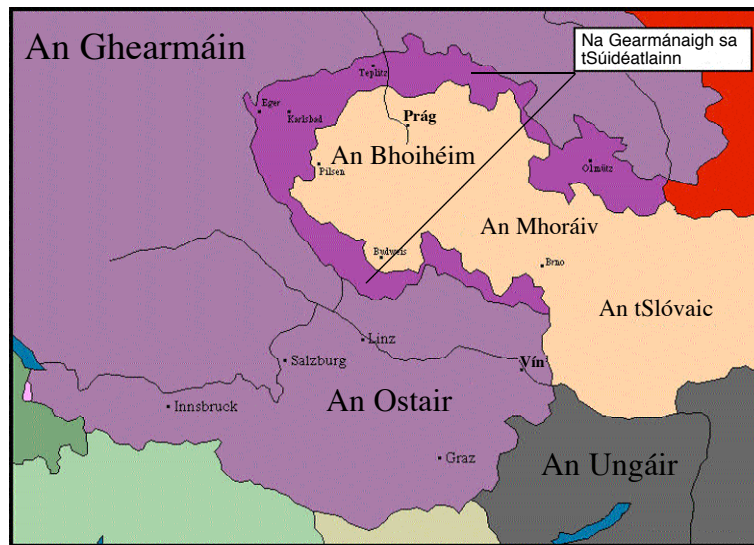 An Ghearmáin
Na Gearmánaigh sa
tSúidéatlainn
Teplitz
Eger
Karlsbad
Prág
An Bhoihéim
Pilsen
Olmütz
An Mhoráiv
Budweis
Brno
An tSlóvaic
Linz
Salzburg
Vín
Innsbruck
An Ostair
Graz
An Ungáir